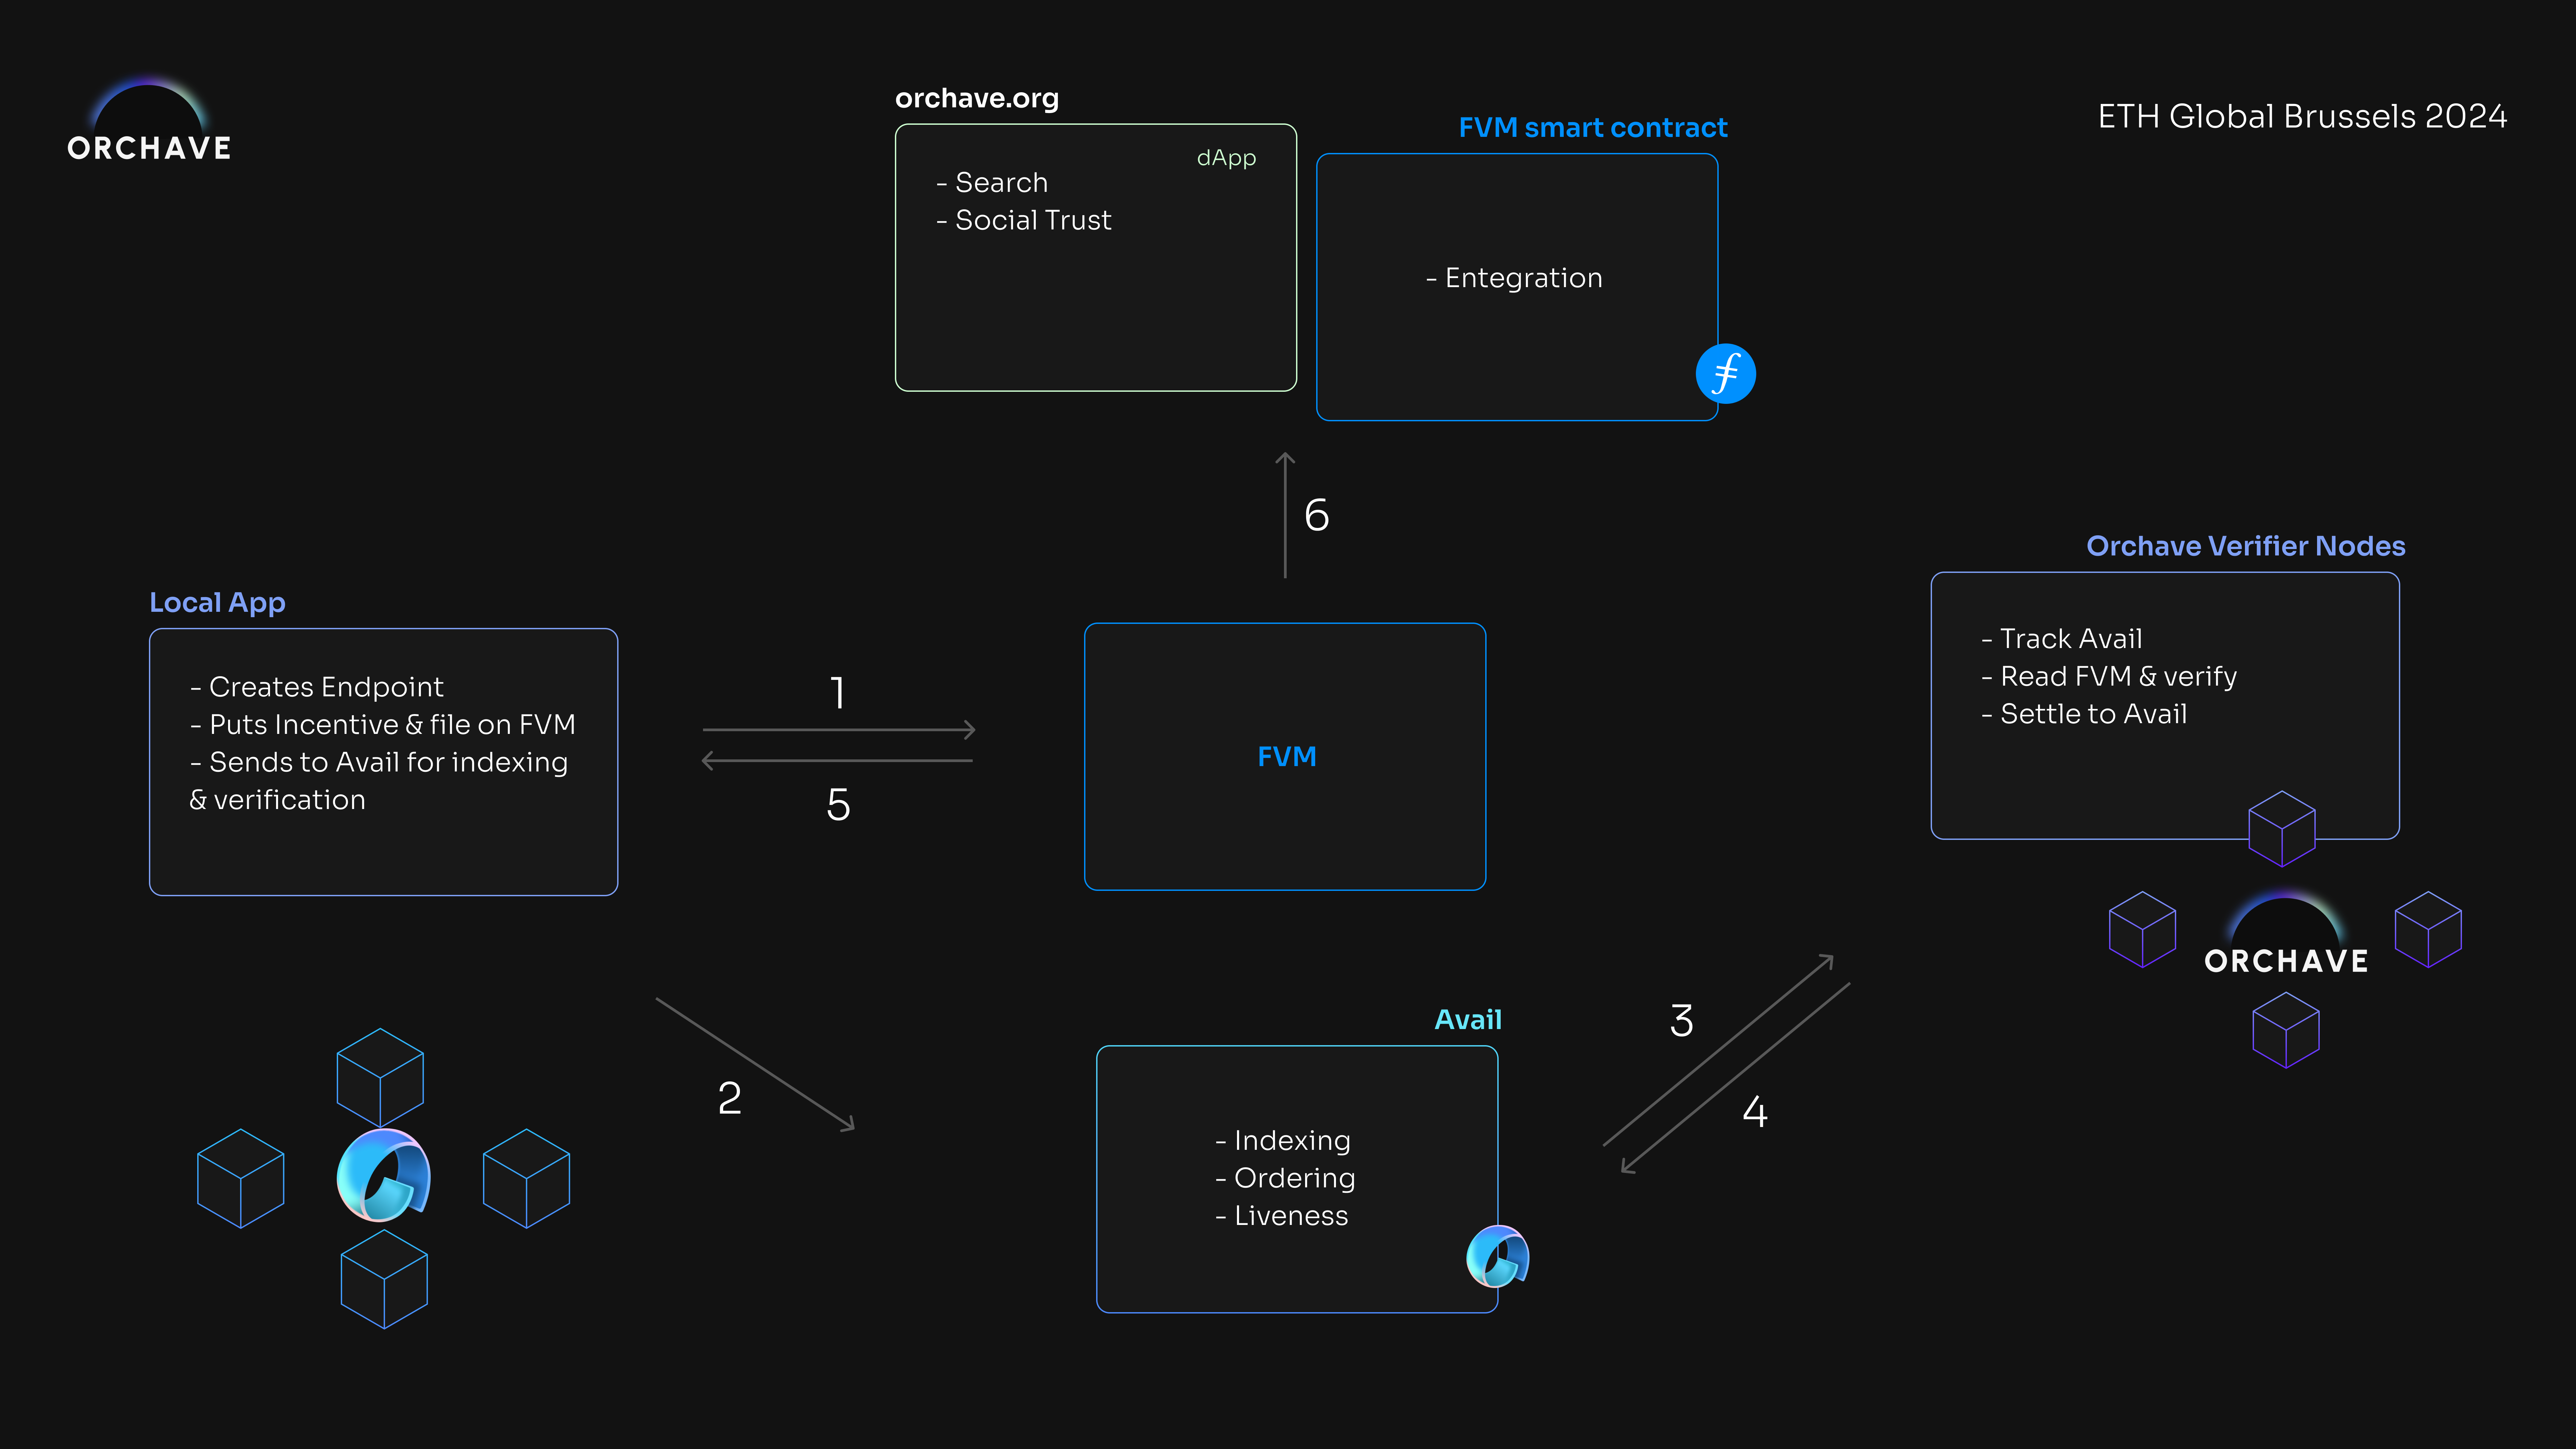 ORCHAVE
ETH Global Brussels 2024
orchave.org
dApp
- Search
- Social Trust
FVM smart contract
- Entegration
6
Local App
- Creates Endpoint
- Puts Incentive & file on FVM
- Sends to Avail for indexing
& verification
1
5
FVM
Orchave Verifier Nodes
- Track Avail
- Read FVM & verify
- Settle to Avail
ORCHAVE
2
Avail
- Indexing
- Ordering
- Liveness
3
4